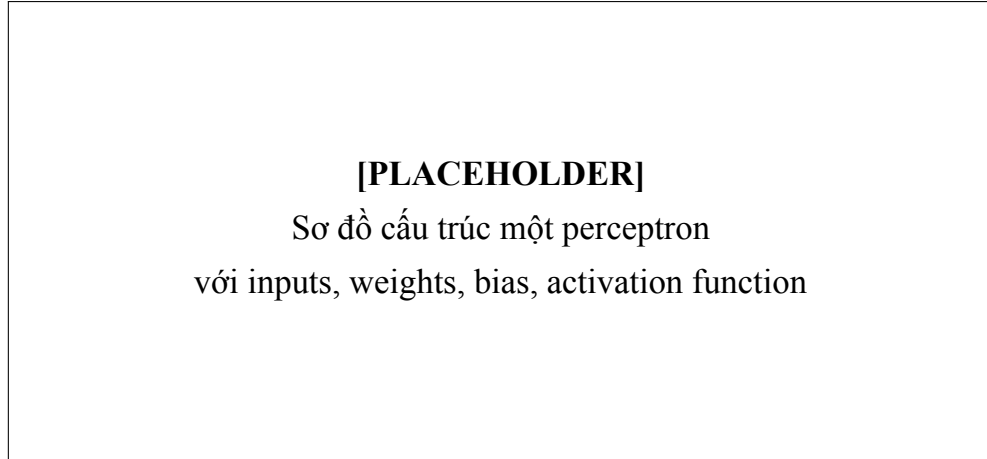 [PLACEHOLDER]
Sơ đồ cấu trúc một perceptron
với inputs, weights, bias, activation function